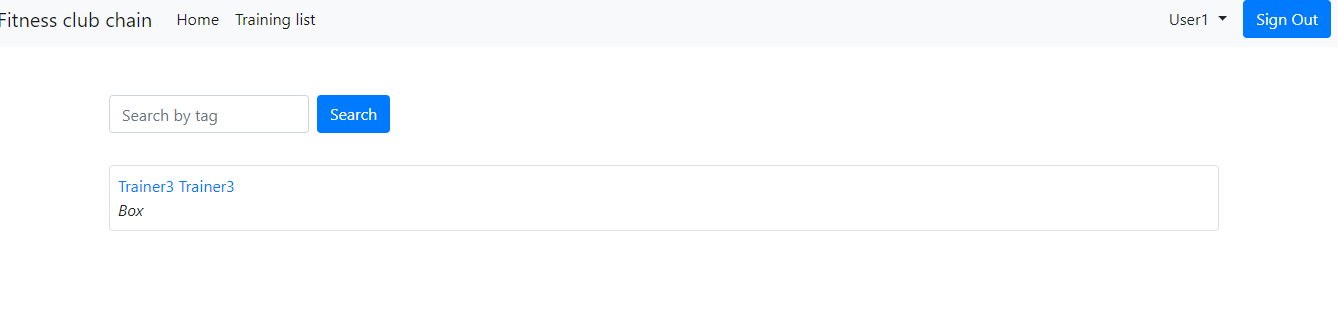 Fitness club chain Home Training list User1 Sign Out
Search by tag Search
Trainer3 Trainer3
Box